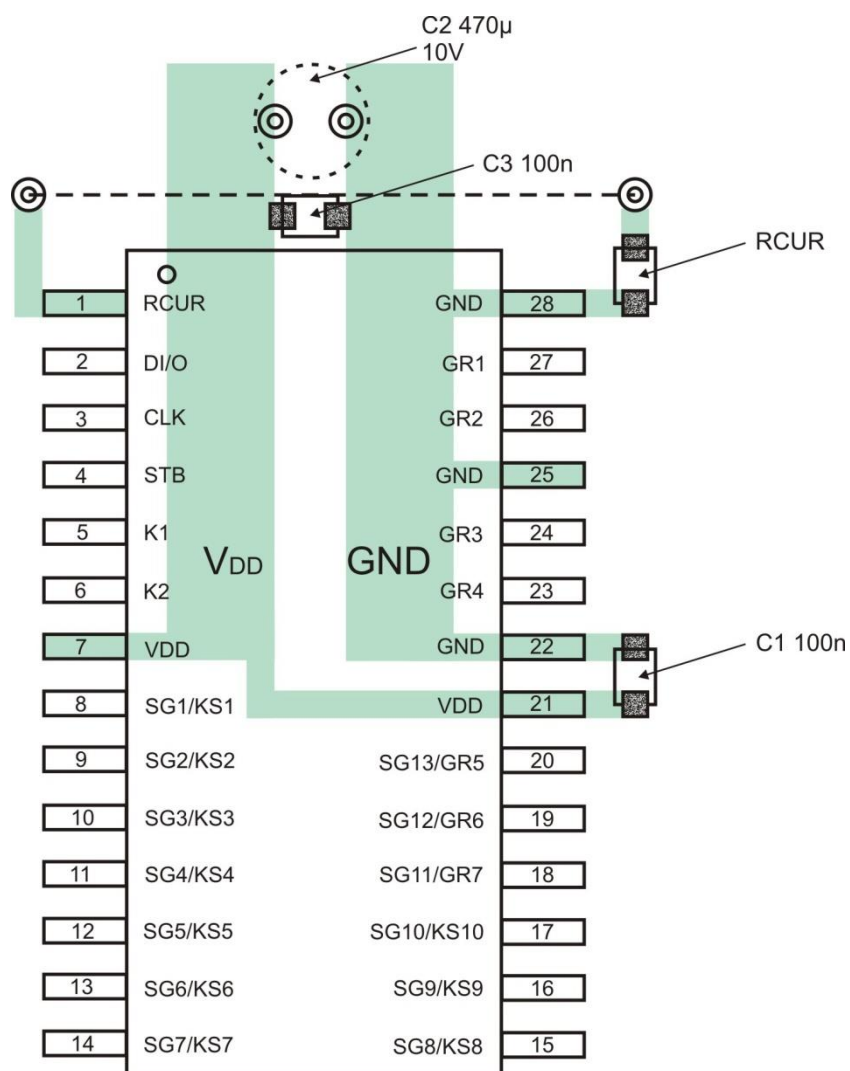 C2 470µ
10V
C3 100n
RCUR
1 RCUR GND 28
2 DI/O GR1 27
3 CLK GR2 26
4 STB GND 25
5 K1 GR3 24
VDD GND
6 K2 GR4 23
7 VDD GND 22
C1 100n
8 SG1/KS1 VDD 21
9 SG2/KS2 SG13/GR5 20
10 SG3/KS3 SG12/GR6 19
11 SG4/KS4 SG11/GR7 18
12 SG5/KS5 SG10/KS10 17
13 SG6/KS6 SG9/KS9 16
14 SG7/KS7 SG8/KS8 15